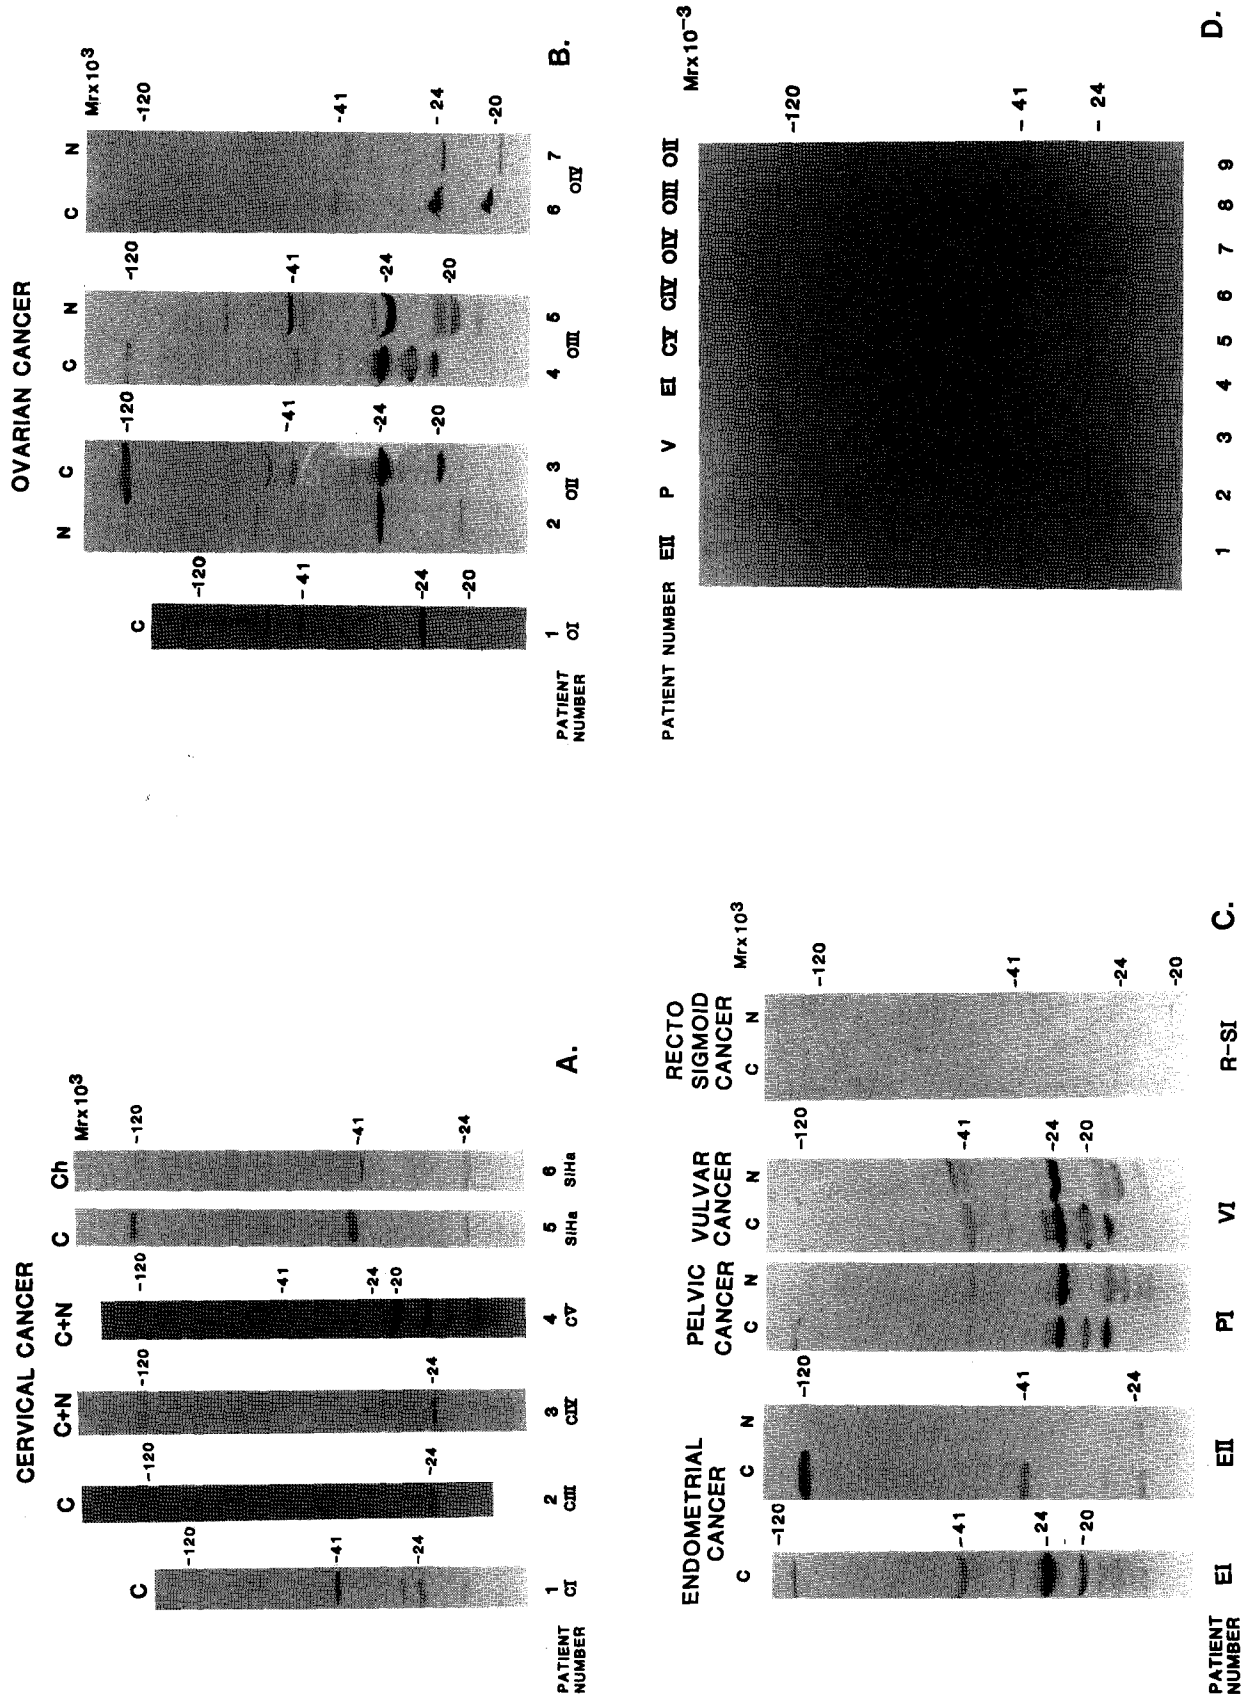 CERVICAL CANCER
C
C
C+N
C+N
C
Ch
Mrx10³
-120
-41
-24
-120
-24
-120
-24
-120
-41
-24
-20
-120
-41
-24
1
2
3
4
5
6
PATIENT NUMBER
CI
CIII
CIV
CV
SiHa
SiHa
A.
OVARIAN CANCER
C
N
C
C
N
C
N
Mrx10³
-120
-41
-24
-20
-120
-41
-24
-20
-120
-41
-24
-20
-120
-41
-24
-20
1
2
3
4
5
6
7
PATIENT NUMBER
OI
OII
OIII
OIV
B.
ENDOMETRIAL CANCER
PELVIC CANCER
VULVAR CANCER
RECTO SIGMOID CANCER
C
C
N
C
N
C
N
C
N
Mrx10³
-120
-41
-24
-20
-120
-41
-24
-120
-41
-24
-20
-120
-41
-24
-20
PATIENT NUMBER
EI
EII
PI
VI
R-SI
C.
PATIENT NUMBER
EII
P
V
EI
CV
CIV
OIV
OIII
OII
Mrx10-3
-120
-41
-24
1
2
3
4
5
6
7
8
9
D.